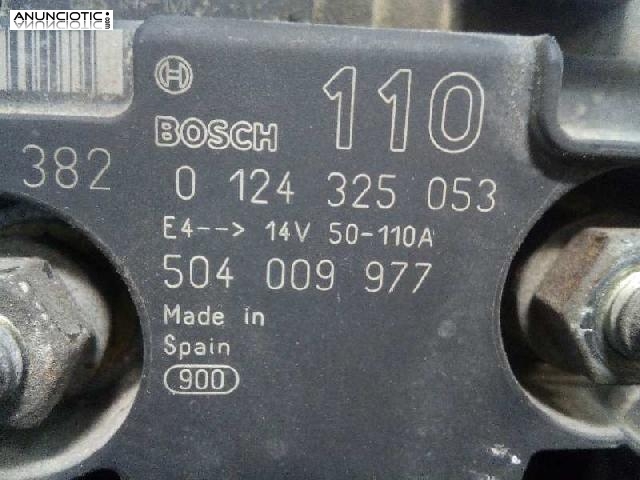 ANUNCIOTIC
.com
BOSCH
110
382
0 124 325 053
E4--> 14V 50-110A
504 009 977
Made in
Spain
900